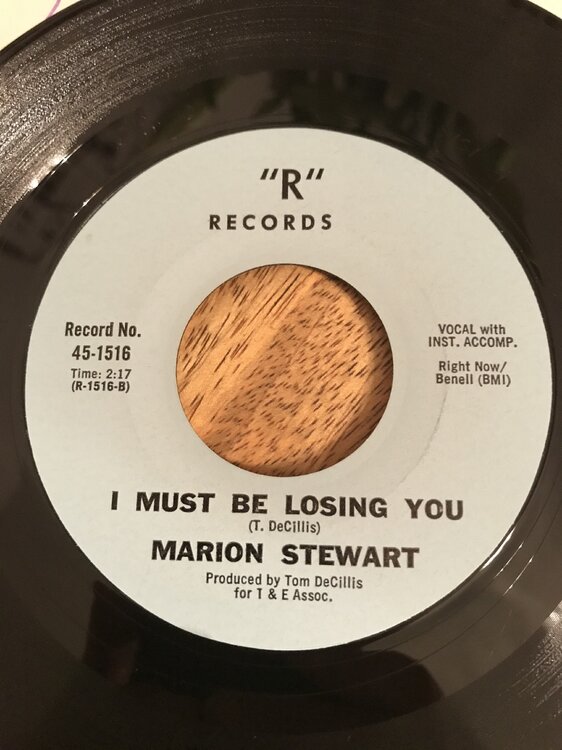 "R"
RECORDS
Record No.
45-1516
Time: 2:17
(R-1516-B)
VOCAL with
INST. ACCOMP.
Right Now/
Benell (BMI)
I MUST BE LOSING YOU
(T. DeCillis)
MARION STEWART
Produced by Tom DeCillis
for T & E Assoc.